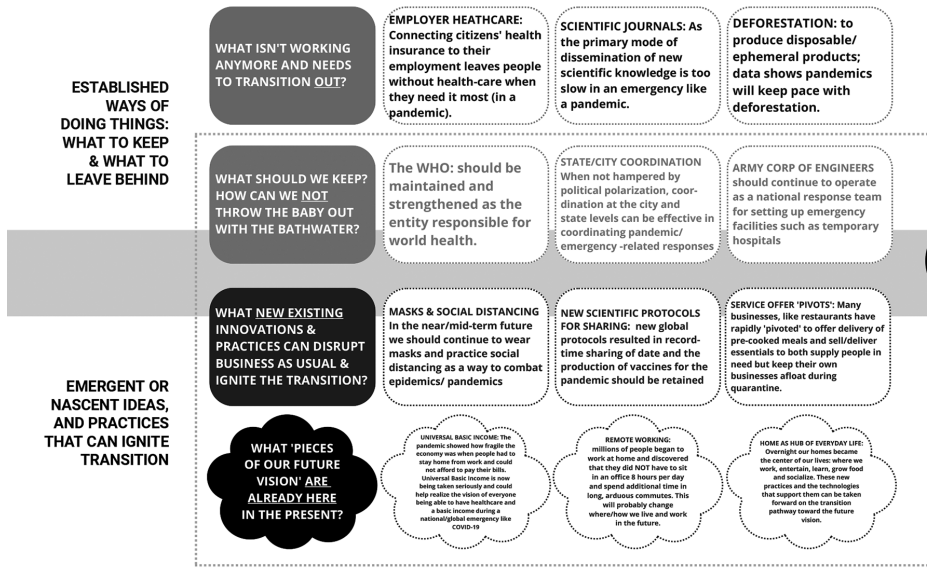 ESTABLISHED
WAYS OF
DOING THINGS:
WHAT TO KEEP
& WHAT TO
LEAVE BEHIND
WHAT ISN'T WORKING
ANYMORE AND NEEDS
TO TRANSITION OUT?
EMPLOYER HEATHCARE:
Connecting citizens' health
insurance to their
employment leaves people
without health-care when
they need it most (in a
pandemic).
SCIENTIFIC JOURNALS: As
the primary mode of
dissemination of new
scientific knowledge is too
slow in an emergency like
a pandemic.
DEFORESTATION: to
produce disposable/
ephemeral products;
data shows pandemics
will keep pace with
deforestation.
WHAT SHOULD WE KEEP?
HOW CAN WE NOT
THROW THE BABY OUT
WITH THE BATHWATER?
The WHO: should be
maintained and
strengthened as the
entity responsible for
world health.
STATE/CITY COORDINATION
When not hampered by
political polarization, coor-
dination at the city and
state levels can be effective in
coordinating pandemic/
emergency -related responses
ARMY CORP OF ENGINEERS
should continue to operate
as a national response team
for setting up emergency
facilities such as temporary
hospitals
EMERGENT OR
NASCENT IDEAS,
AND PRACTICES
THAT CAN IGNITE
TRANSITION
WHAT NEW EXISTING
INNOVATIONS &
PRACTICES CAN DISRUPT
BUSINESS AS USUAL &
IGNITE THE TRANSITION?
MASKS & SOCIAL DISTANCING
In the near/mid-term future
we should continue to wear
masks and practice social
distancing as a way to combat
epidemics/ pandemics
NEW SCIENTIFIC PROTOCOLS
FOR SHARING: new global
protocols resulted in record-
time sharing of date and the
production of vaccines for the
pandemic should be retained
SERVICE OFFER 'PIVOTS': Many
businesses, like restaurants have
rapidly 'pivoted' to offer delivery of
pre-cooked meals and sell/deliver
essentials to both supply people in
need but keep their own
businesses afloat during
quarantine.
WHAT 'PIECES
OF OUR FUTURE
VISION' ARE
ALREADY HERE
IN THE PRESENT?
UNIVERSAL BASIC INCOME: The
pandemic showed how fragile the
economy was when people had to
stay home from work and could
not afford to pay their bills.
Universal Basic Income is now
being taken seriously and could
help realize the vision of everyone
being able to have healthcare and
a basic income during a
national/global emergency like
COVID-19
REMOTE WORKING:
millions of people began to
work at home and discovered
that they did NOT have to sit
in an office 8 hours per day
and spend additional time in
long, arduous commutes. This
will probably change
where/how we live and work
in the future.
HOME AS HUB OF EVERYDAY LIFE:
Overnight our homes became
the center of our lives: where we
work, entertain, learn, grow food
and socialize. These new
practices and the technologies
that support them can be taken
forward on the transition
pathway toward the future
vision.